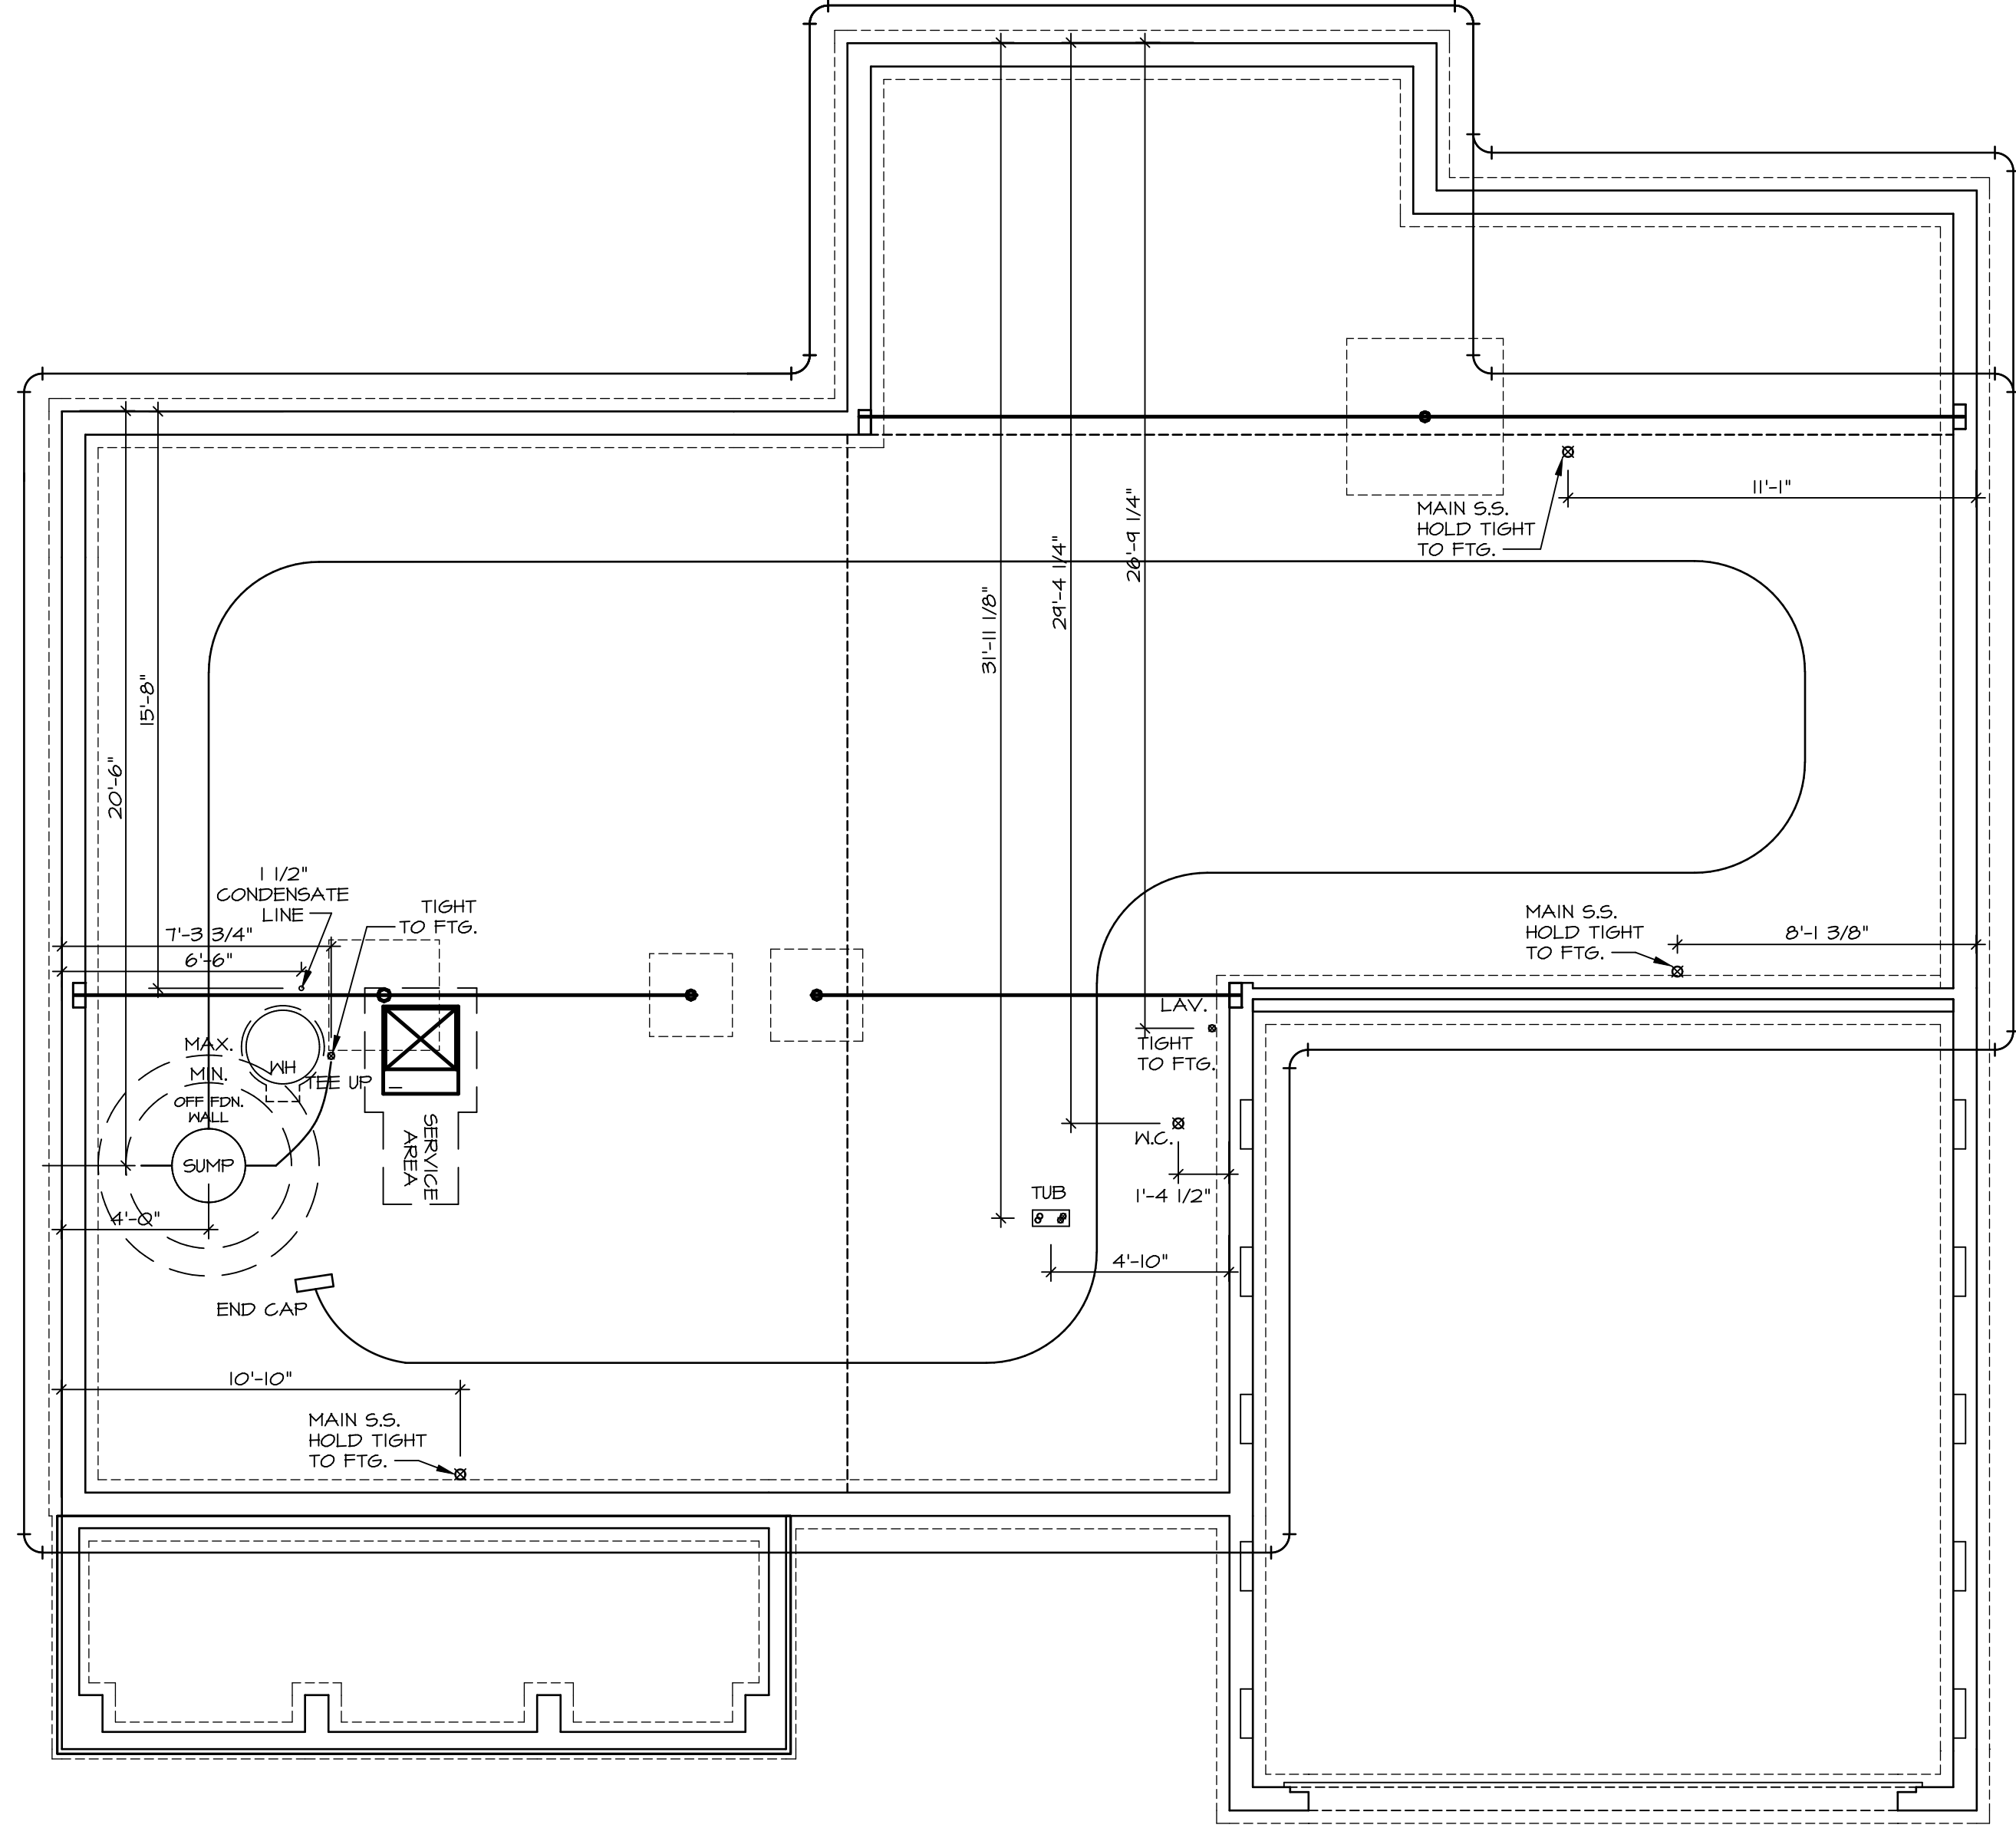 11'-1"
MAIN S.S.
HOLD TIGHT
TO FTG.
26'-9 1/4"
29'-4 1/4"
31'-11 1/8"
15'-8"
20'-6"
1 1/2"
CONDENSATE
LINE
TIGHT
TO FTG.
7'-3 3/4"
6'-6"
MAIN S.S.
HOLD TIGHT
TO FTG.
8'-1 3/8"
LAV.
TIGHT
TO FTG.
MAX.
MIN.
OFF FDN.
WALL
WH
TEE UP
SERVICE
AREA
SUMP
4'-0"
W.C.
1'-4 1/2"
TUB
4'-10"
END CAP
10'-10"
MAIN S.S.
HOLD TIGHT
TO FTG.